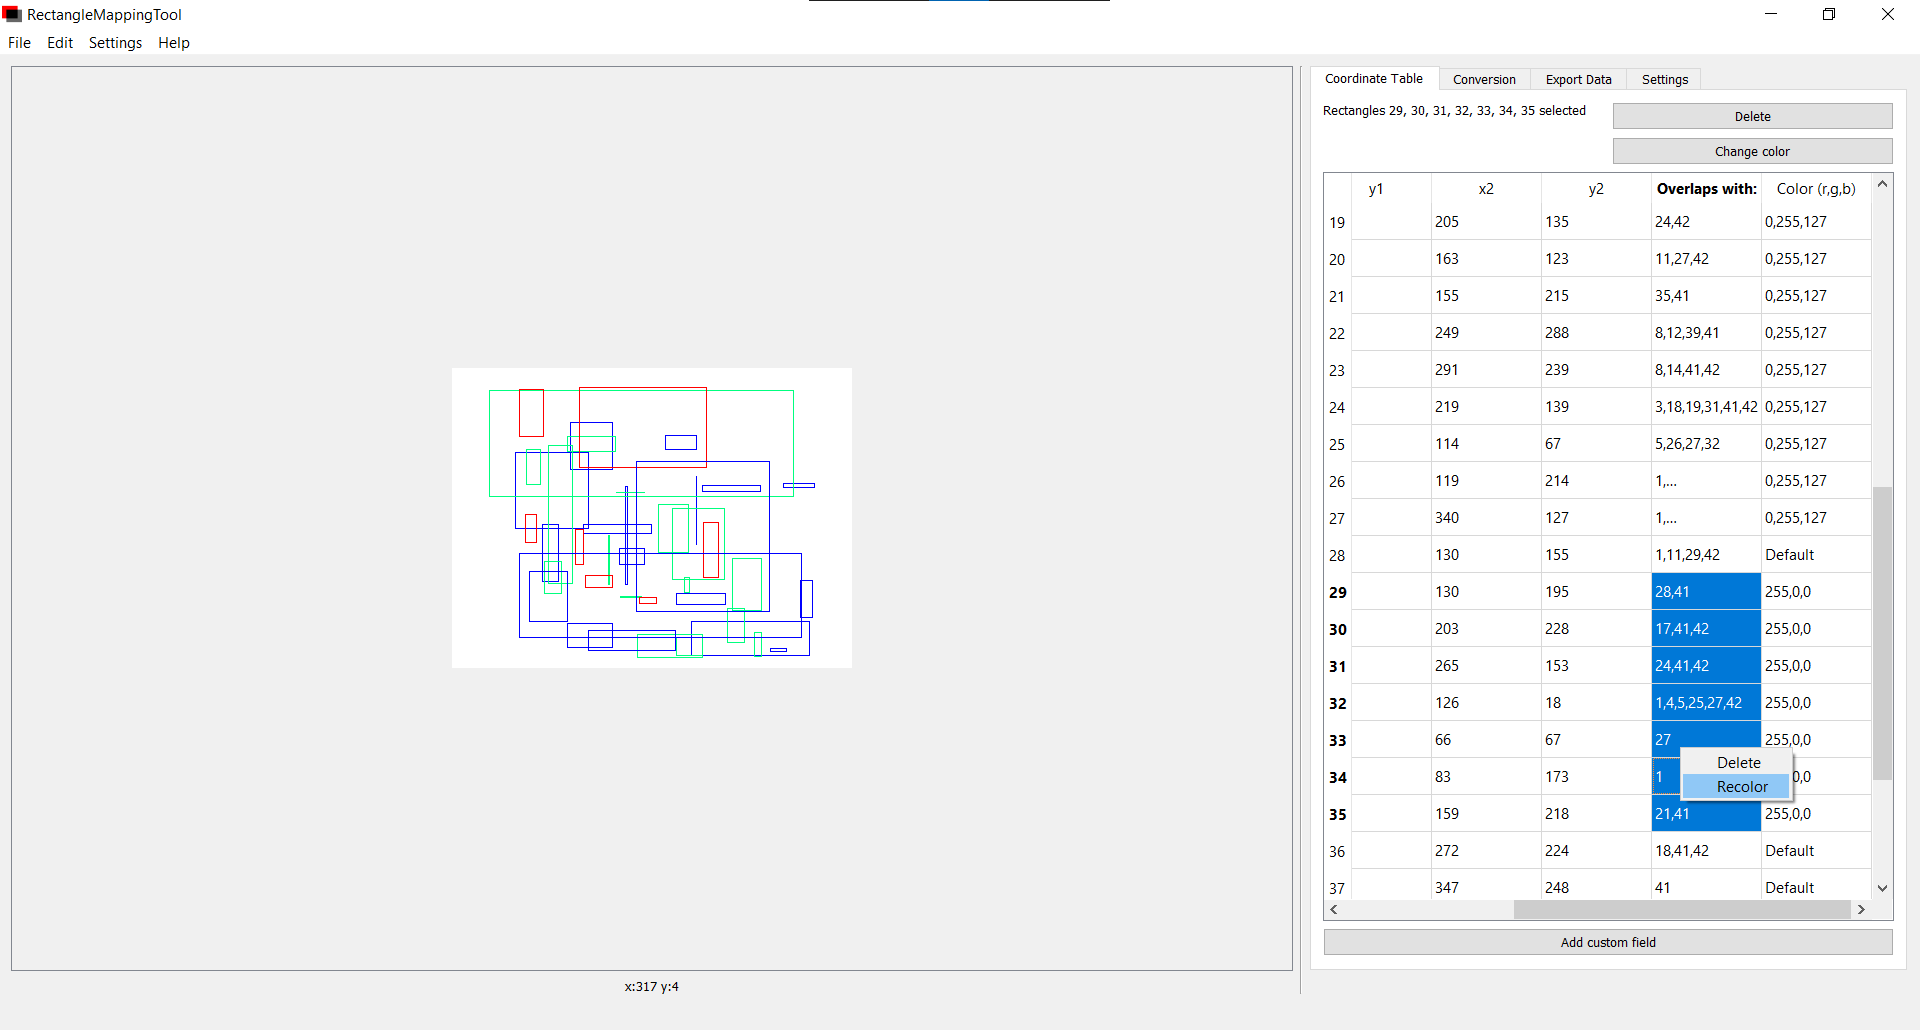 RectangleMappingTool
File Edit Settings Help
Coordinate Table Conversion Export Data Settings
Rectangles 29, 30, 31, 32, 33, 34, 35 selected
Delete
Change color
y1 x2 y2 Overlaps with: Color (r,g,b)
19 205 135 24,42 0,255,127
20 163 123 11,27,42 0,255,127
21 155 215 35,41 0,255,127
22 249 288 8,12,39,41 0,255,127
23 291 239 8,14,41,42 0,255,127
24 219 139 3,18,19,31,41,42 0,255,127
25 114 67 5,26,27,32 0,255,127
26 119 214 1,... 0,255,127
27 340 127 1,... 0,255,127
28 130 155 1,11,29,42 Default
29 130 195 28,41 255,0,0
30 203 228 17,41,42 255,0,0
31 265 153 24,41,42 255,0,0
32 126 18 1,4,5,25,27,42 255,0,0
33 66 67 27 255,0,0
Delete
34 83 173 1 0,0
Recolor
35 159 218 21,41 255,0,0
36 272 224 18,41,42 Default
37 347 248 41 Default
Add custom field
x:317 y:4